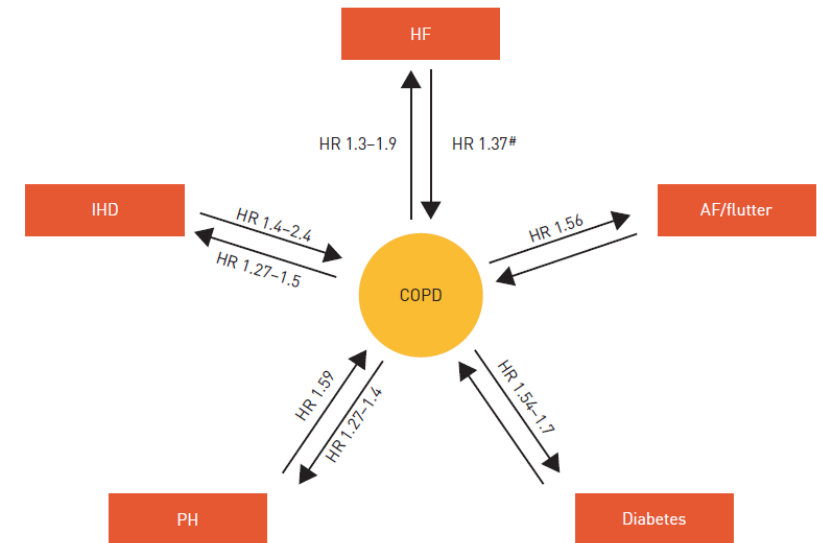 HF
HR 1.3–1.9
HR 1.37#
IHD
AF/flutter
HR 1.4–2.4
HR 1.56
HR 1.27–1.5
COPD
HR 1.59
HR 1.27–1.4
HR 1.54–1.7
PH
Diabetes